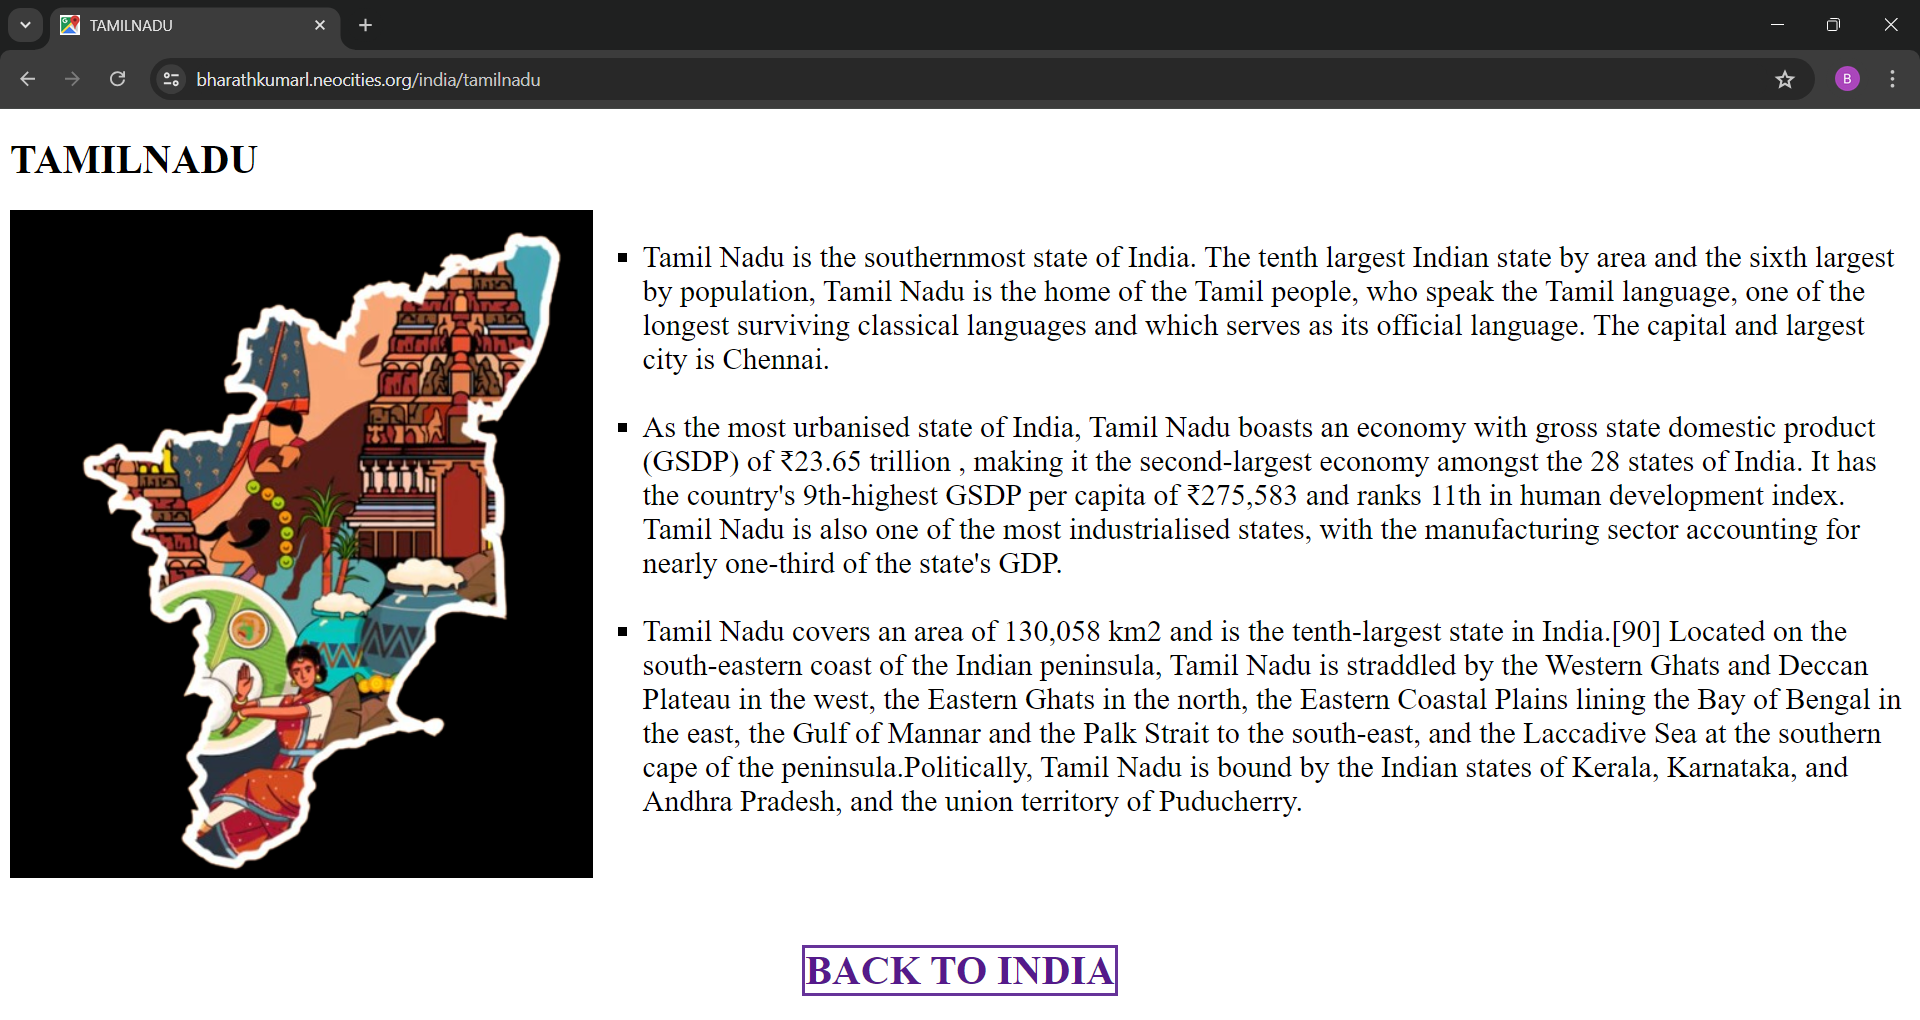 TAMILNADU
bharathkumarl.neocities.org/india/tamilnadu
B
TAMILNADU
Tamil Nadu is the southernmost state of India. The tenth largest Indian state by area and the sixth largest
by population, Tamil Nadu is the home of the Tamil people, who speak the Tamil language, one of the
longest surviving classical languages and which serves as its official language. The capital and largest
city is Chennai.
As the most urbanised state of India, Tamil Nadu boasts an economy with gross state domestic product
(GSDP) of ₹23.65 trillion , making it the second-largest economy amongst the 28 states of India. It has
the country's 9th-highest GSDP per capita of ₹275,583 and ranks 11th in human development index.
Tamil Nadu is also one of the most industrialised states, with the manufacturing sector accounting for
nearly one-third of the state's GDP.
Tamil Nadu covers an area of 130,058 km2 and is the tenth-largest state in India.[90] Located on the
south-eastern coast of the Indian peninsula, Tamil Nadu is straddled by the Western Ghats and Deccan
Plateau in the west, the Eastern Ghats in the north, the Eastern Coastal Plains lining the Bay of Bengal in
the east, the Gulf of Mannar and the Palk Strait to the south-east, and the Laccadive Sea at the southern
cape of the peninsula.Politically, Tamil Nadu is bound by the Indian states of Kerala, Karnataka, and
Andhra Pradesh, and the union territory of Puducherry.
BACK TO INDIA